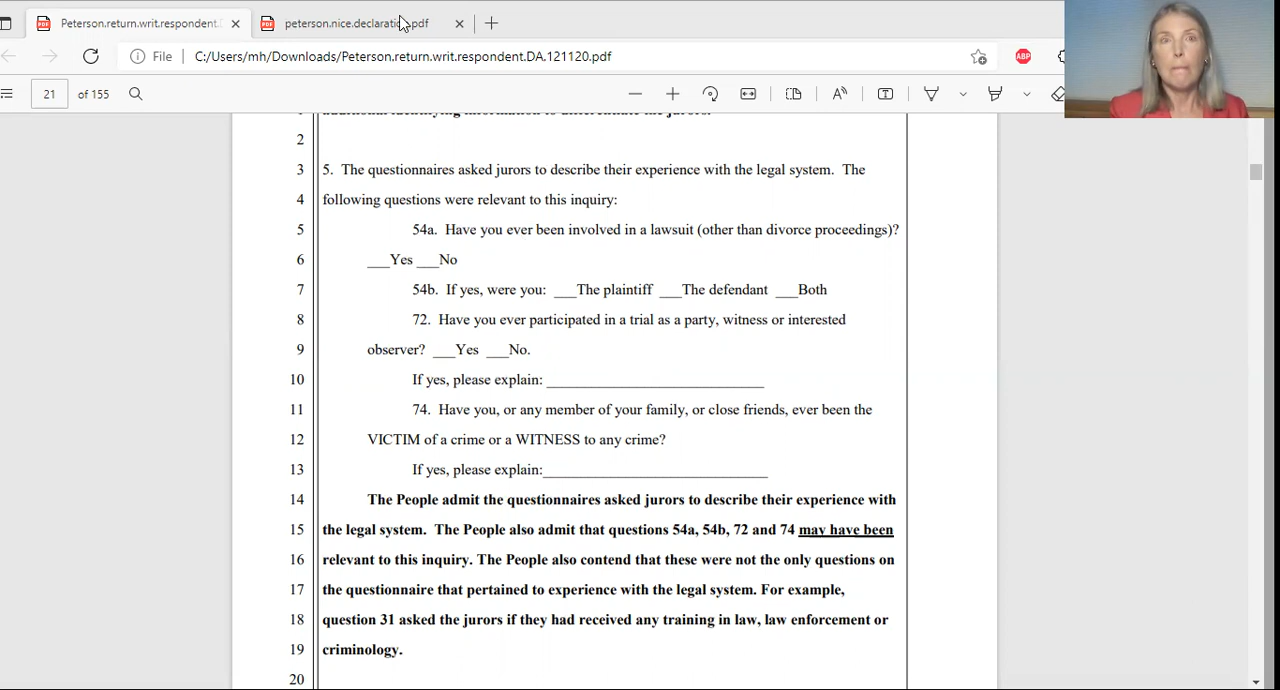 Peterson.return.writ.respondent.
peterson.nice.declaration.pdf
File
C:/Users/mh/Downloads/Peterson.return.writ.respondent.DA.121120.pdf
ABP
21 of 155
1
2
3 5. The questionnaires asked jurors to describe their experience with the legal system. The
4 following questions were relevant to this inquiry:
5 54a. Have you ever been involved in a lawsuit (other than divorce proceedings)?
6 ___Yes ___No
7 54b. If yes, were you: ___The plaintiff ___The defendant ___Both
8 72. Have you ever participated in a trial as a party, witness or interested
9 observer? ___Yes ___No.
10 If yes, please explain: _____________________________
11 74. Have you, or any member of your family, or close friends, ever been the
12 VICTIM of a crime or a WITNESS to any crime?
13 If yes, please explain:______________________________
14 The People admit the questionnaires asked jurors to describe their experience with
15 the legal system. The People also admit that questions 54a, 54b, 72 and 74 may have been
16 relevant to this inquiry. The People also contend that these were not the only questions on
17 the questionnaire that pertained to experience with the legal system. For example,
18 question 31 asked the jurors if they had received any training in law, law enforcement or
19 criminology.
20